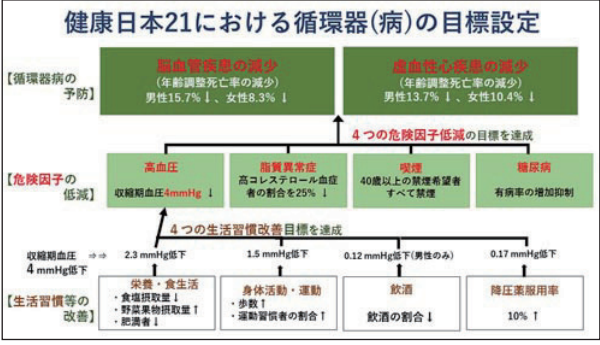 健康日本21における循環器(病)の目標設定
【循環器病の予防】
脳血管疾患の減少
(年齢調整死亡率の減少)
男性15.7%↓、女性8.3% ↓
虚血性心疾患の減少
(年齢調整死亡率の減少)
男性13.7%↓、女性10.4% ↓
4つの危険因子低減の目標を達成
【危険因子の低減】
高血圧
収縮期血圧4mmHg ↓
脂質異常症
高コレステロール血症
者の割合を25% ↓
喫煙
40歳以上の禁煙希望者
すべて禁煙
糖尿病
有病率の増加抑制
4つの生活習慣改善目標を達成
収縮期血圧 ⇒⇒
4 mmHg低下
2.3 mmHg低下
1.5 mmHg低下
0.12 mmHg低下(男性のみ)
0.17 mmHg低下
【生活習慣等の改善】
栄養・食生活
・食塩摂取量↓
・野菜果物摂取量↑
・肥満者↓
身体活動・運動
・歩数↑
・運動習慣者の割合↑
飲酒
飲酒の割合↓
降圧薬服用率
10% ↑